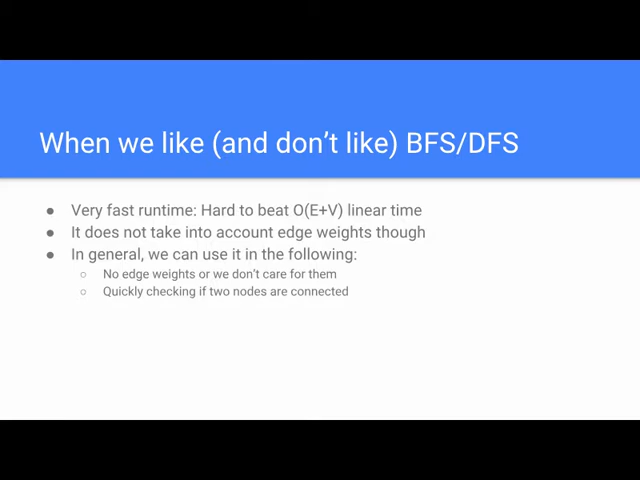 When we like (and don't like) BFS/DFS
● Very fast runtime: Hard to beat O(E+V) linear time
● It does not take into account edge weights though
● In general, we can use it in the following:
○ No edge weights or we don't care for them
○ Quickly checking if two nodes are connected